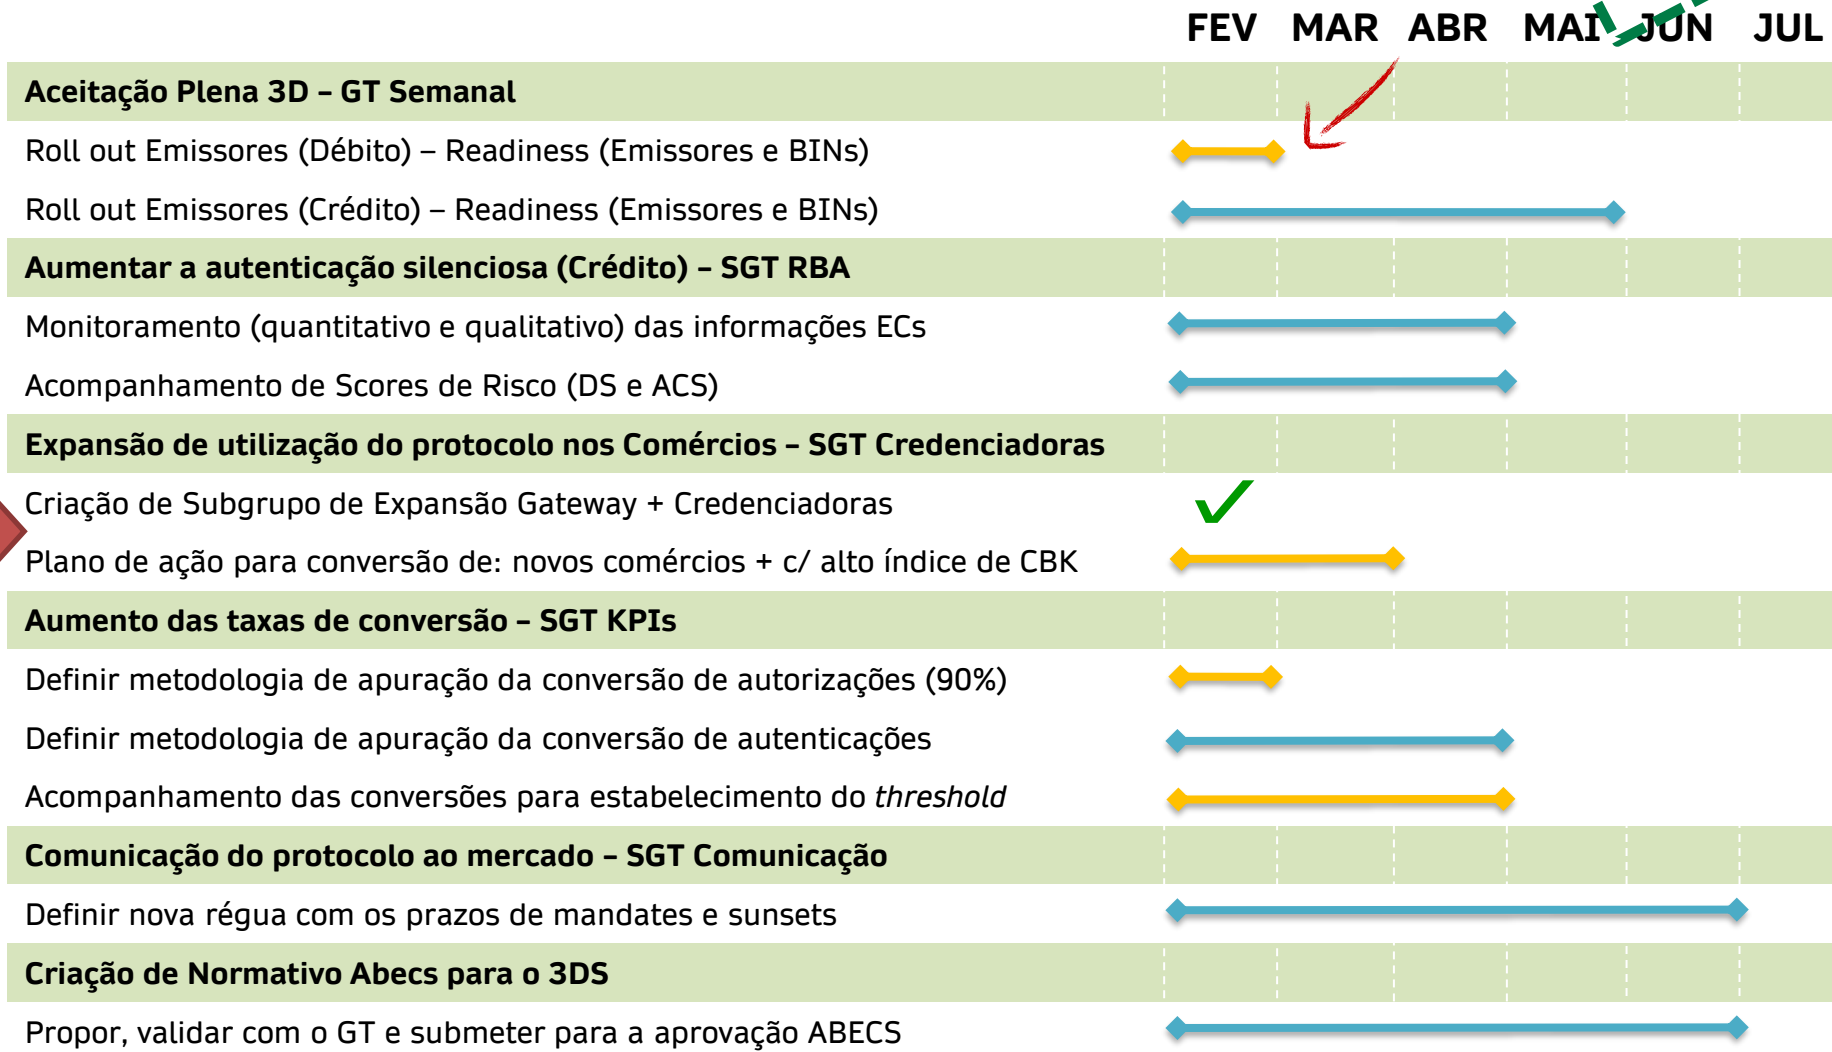 FEV MAR ABR MAI JUN JUL
Aceitação Plena 3D – GT Semanal
Roll out Emissores (Débito) – Readiness (Emissores e BINs)
Roll out Emissores (Crédito) – Readiness (Emissores e BINs)
Aumentar a autenticação silenciosa (Crédito) – SGT RBA
Monitoramento (quantitativo e qualitativo) das informações ECs
Acompanhamento de Scores de Risco (DS e ACS)
Expansão de utilização do protocolo nos Comércios – SGT Credenciadoras
Criação de Subgrupo de Expansão Gateway + Credenciadoras
Plano de ação para conversão de: novos comércios + c/ alto índice de CBK
Aumento das taxas de conversão – SGT KPIs
Definir metodologia de apuração da conversão de autorizações (90%)
Definir metodologia de apuração da conversão de autenticações
Acompanhamento das conversões para estabelecimento do threshold
Comunicação do protocolo ao mercado – SGT Comunicação
Definir nova régua com os prazos de mandates e sunsets
Criação de Normativo Abecs para o 3DS
Propor, validar com o GT e submeter para a aprovação ABECS